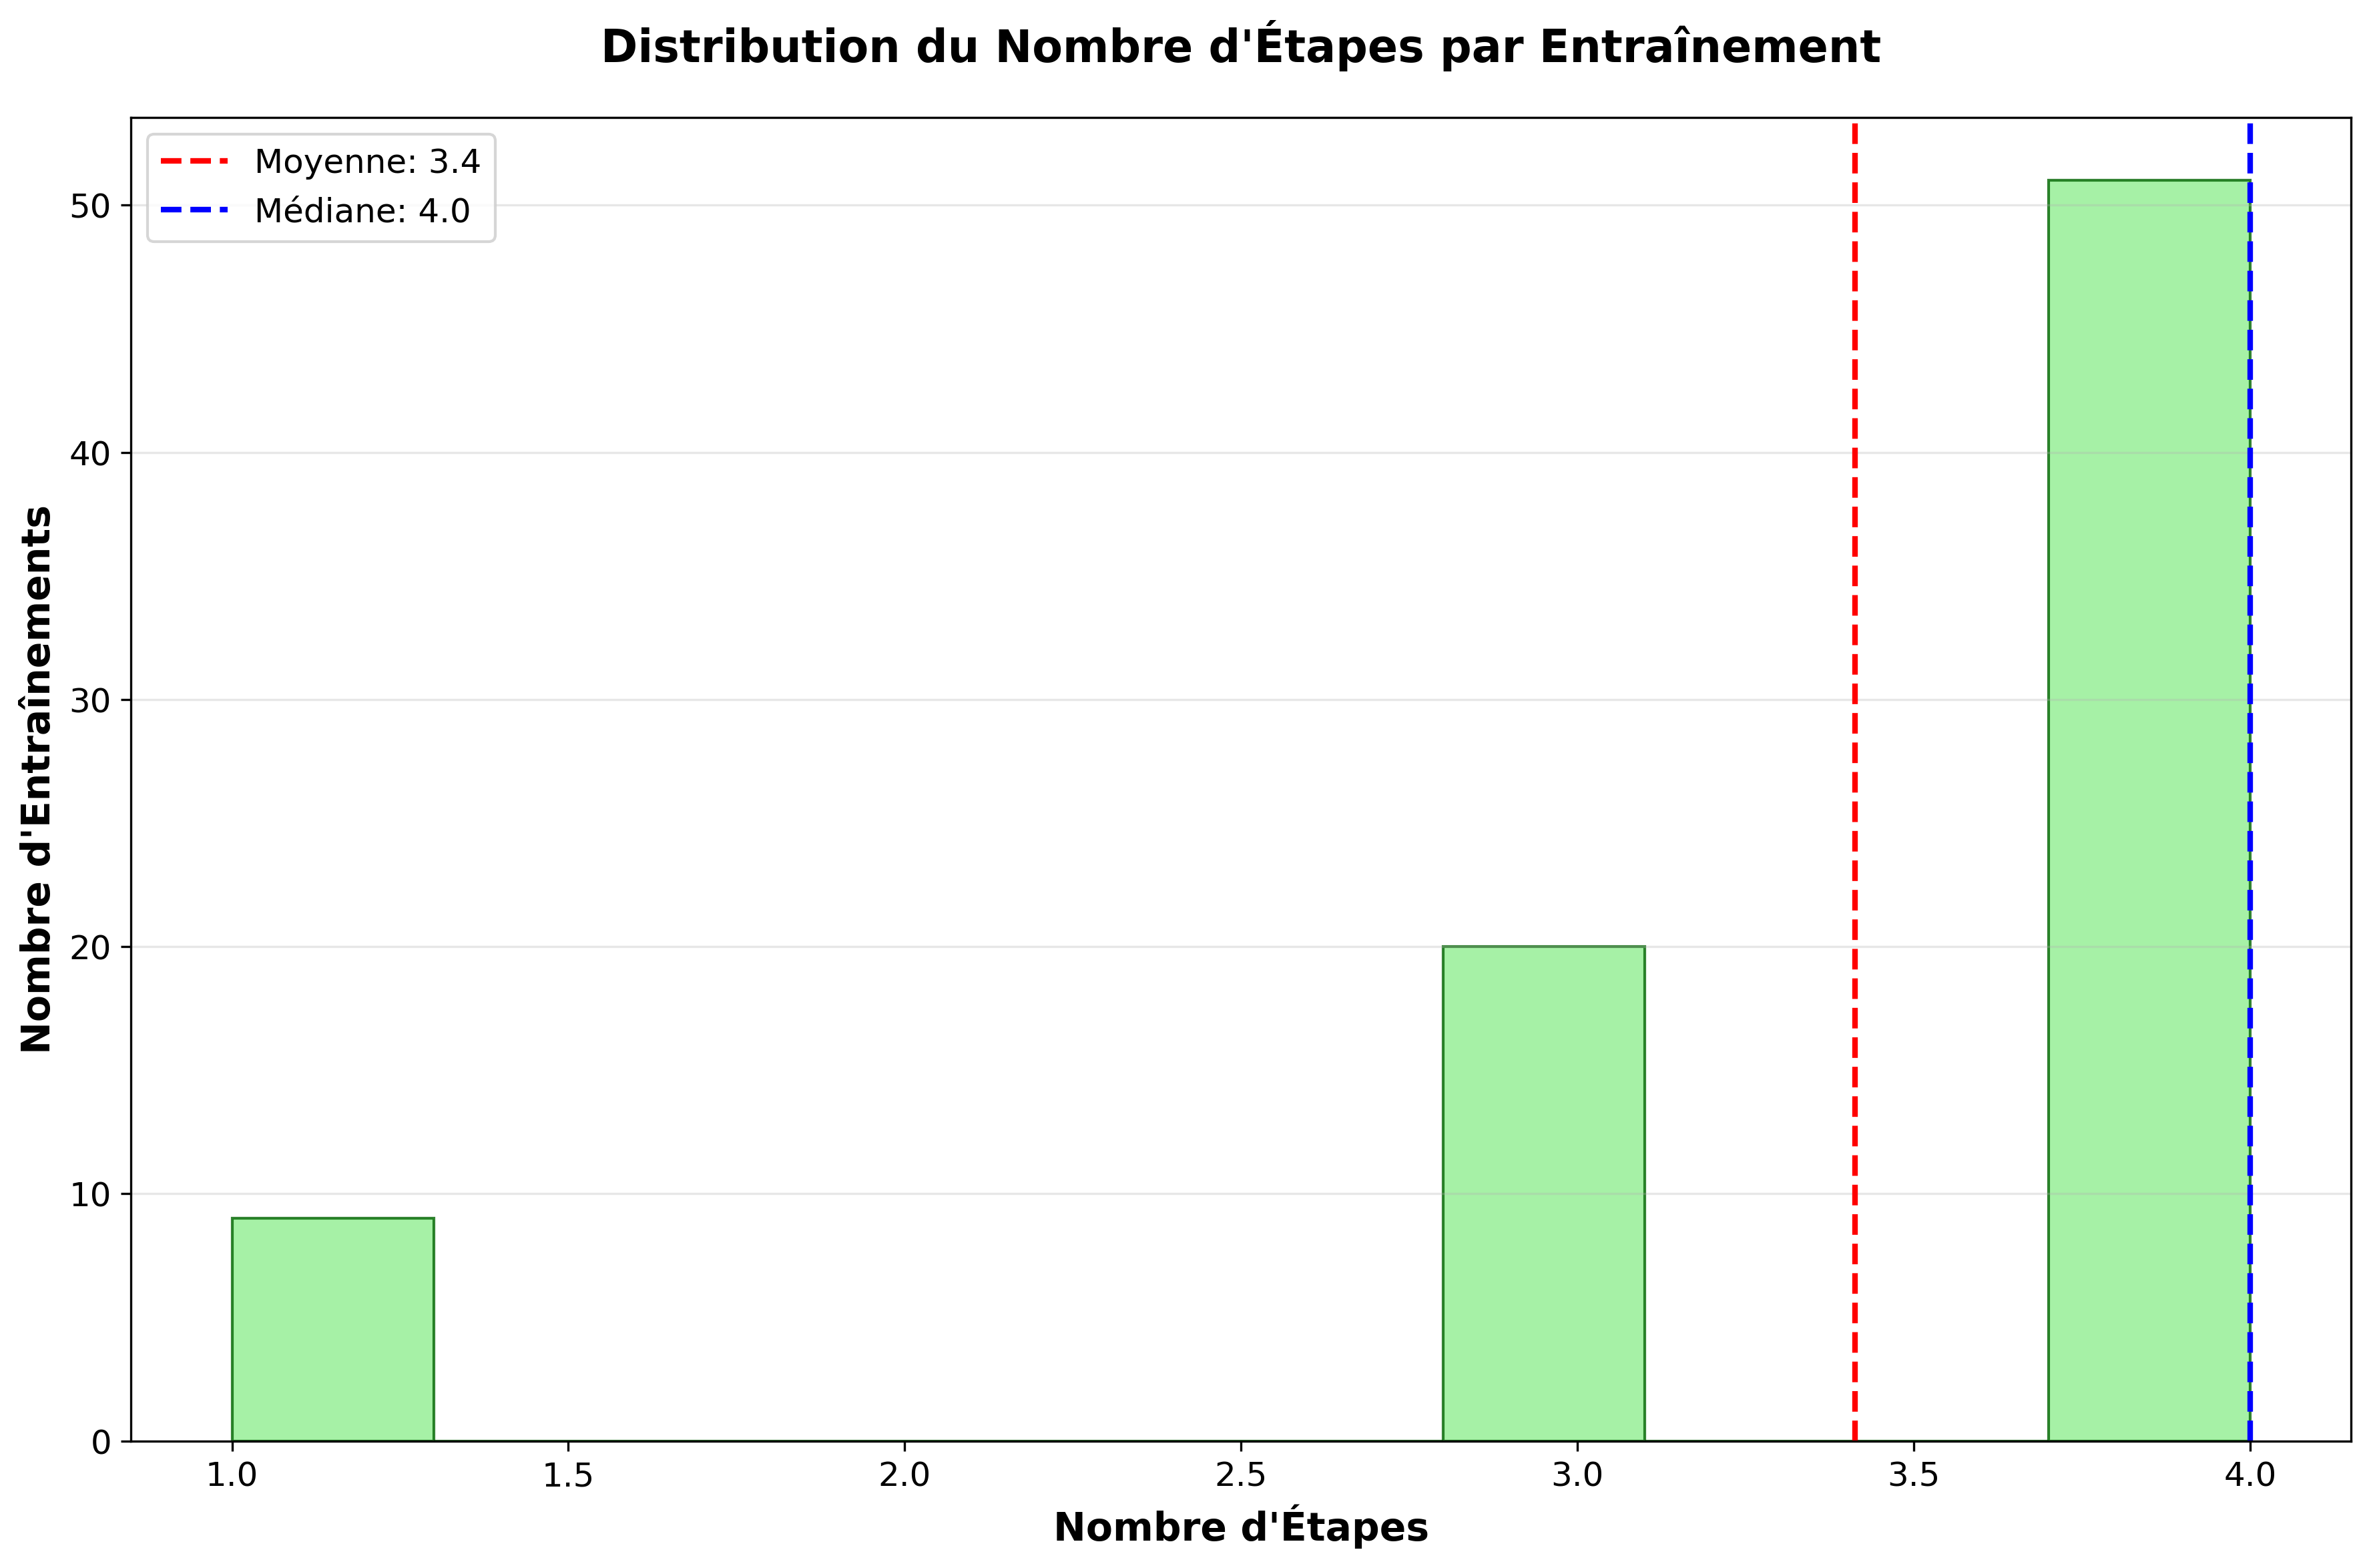 Distribution du Nombre d'Étapes par Entraînement
Moyenne: 3.4
Médiane: 4.0
Nombre d'Entraînements
50
40
30
20
10
0
1.0 1.5 2.0 2.5 3.0 3.5 4.0
Nombre d'Étapes